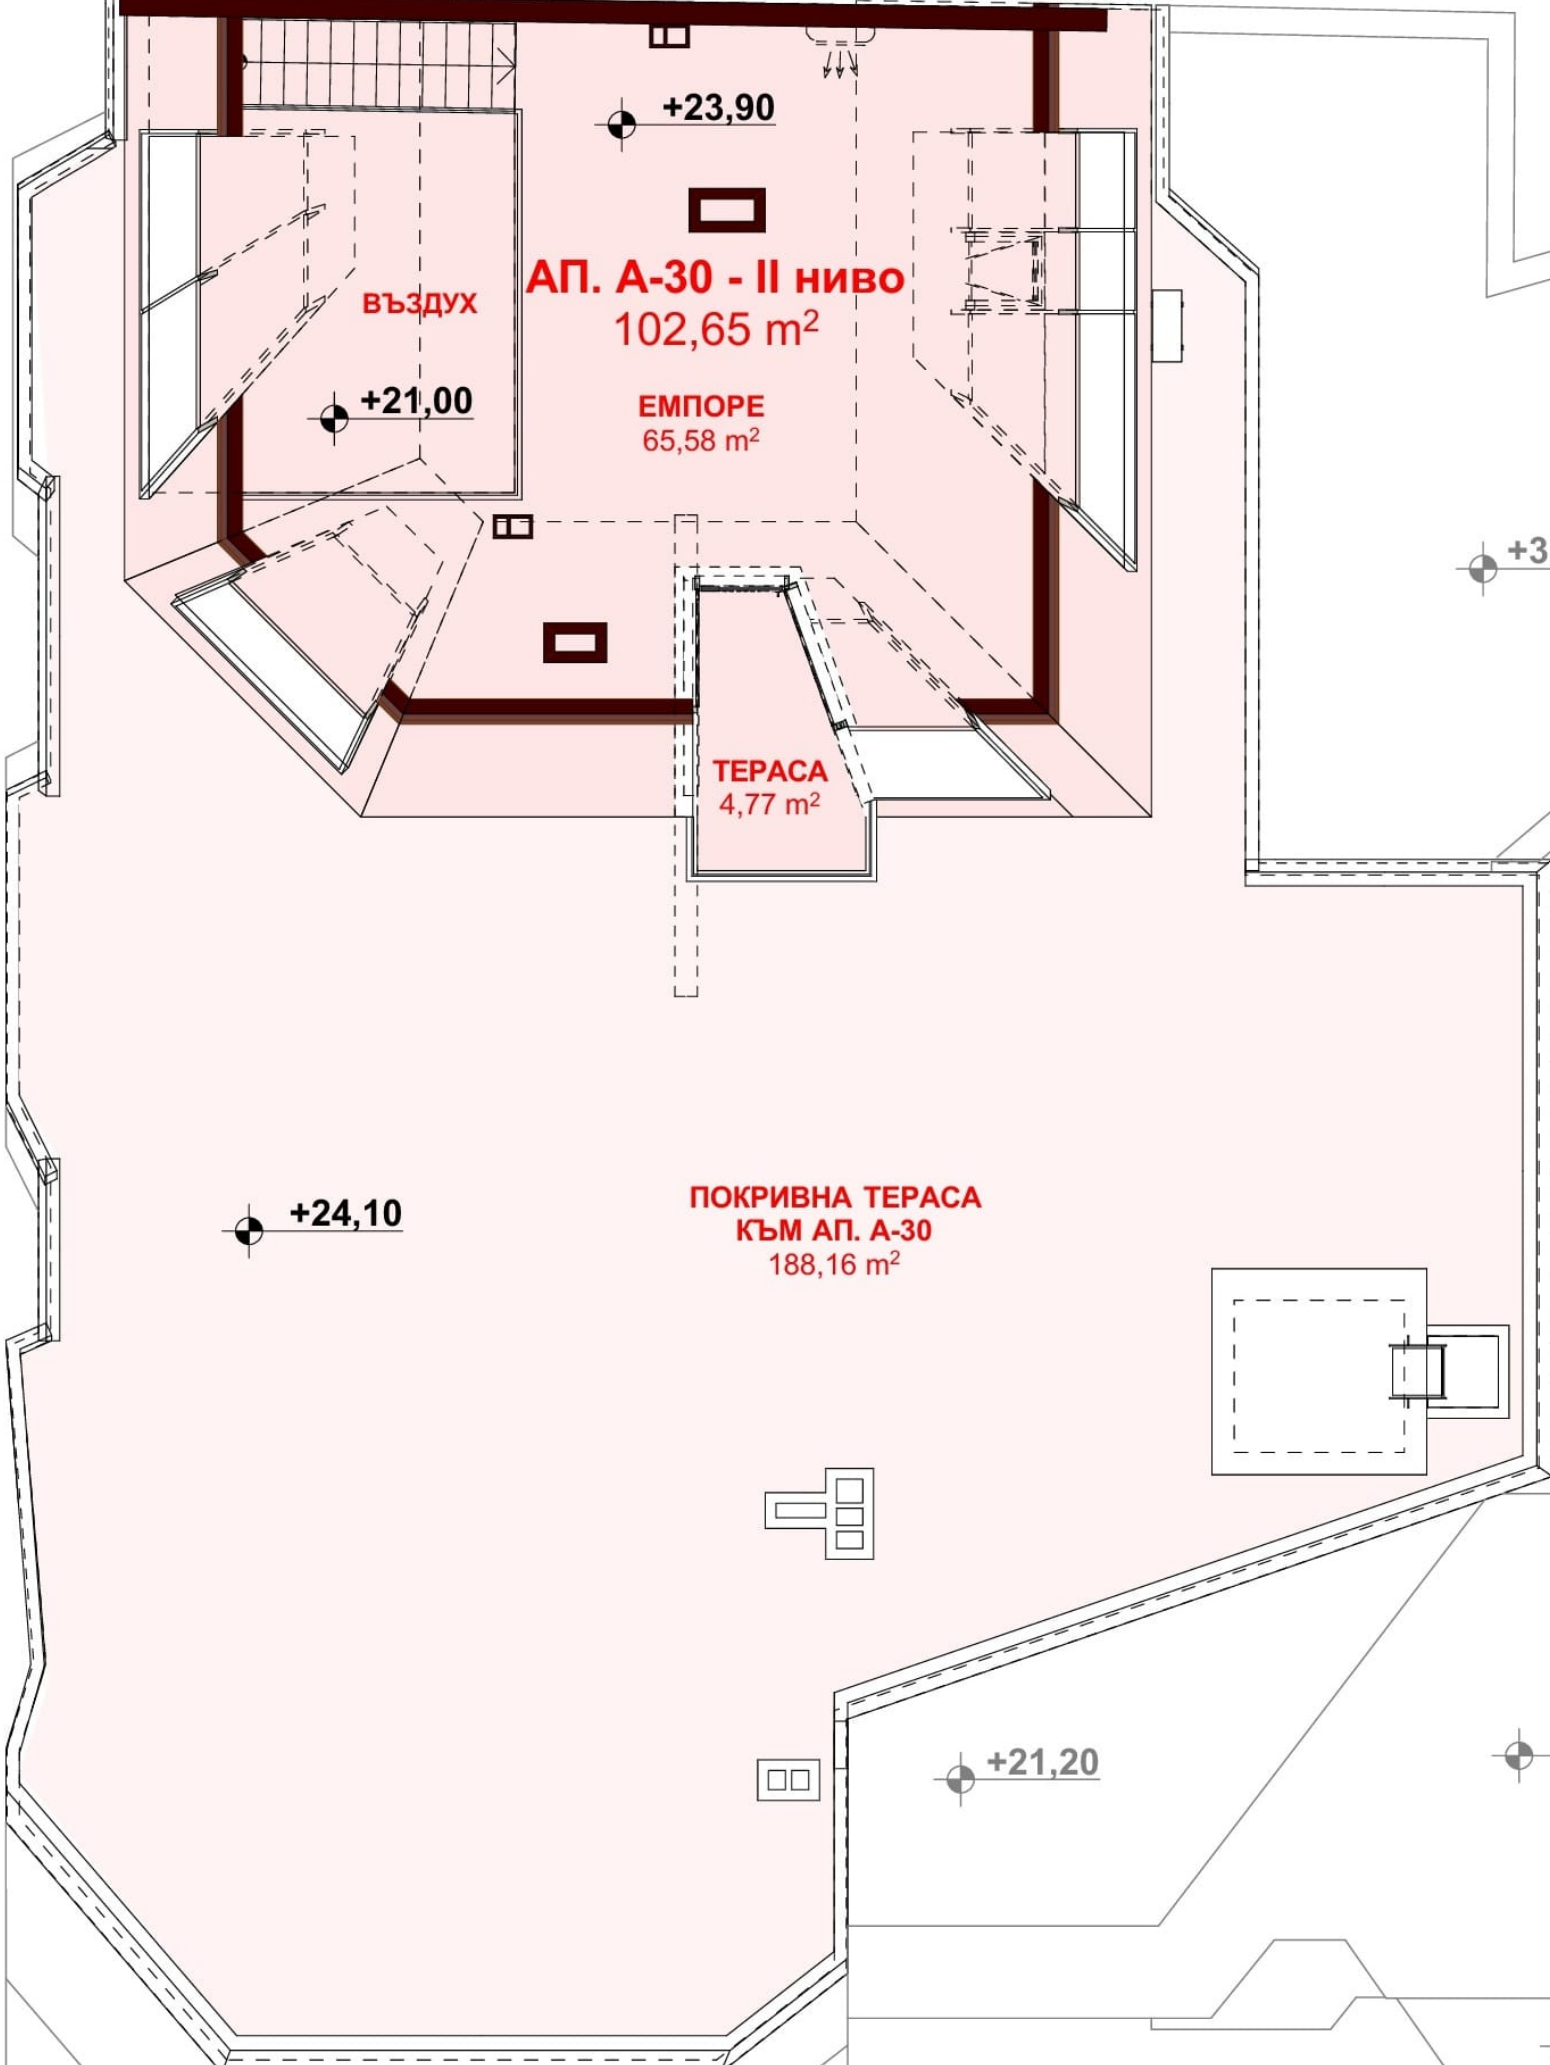 +23,90
АП. А-30 - II ниво
102,65 m²
ВЪЗДУХ
+21,00
ЕМПОРЕ
65,58 m²
+3
ТЕРАСА
4,77 m²
+24,10
ПОКРИВНА ТЕРАСА
КЪМ АП. А-30
188,16 m²
+21,20